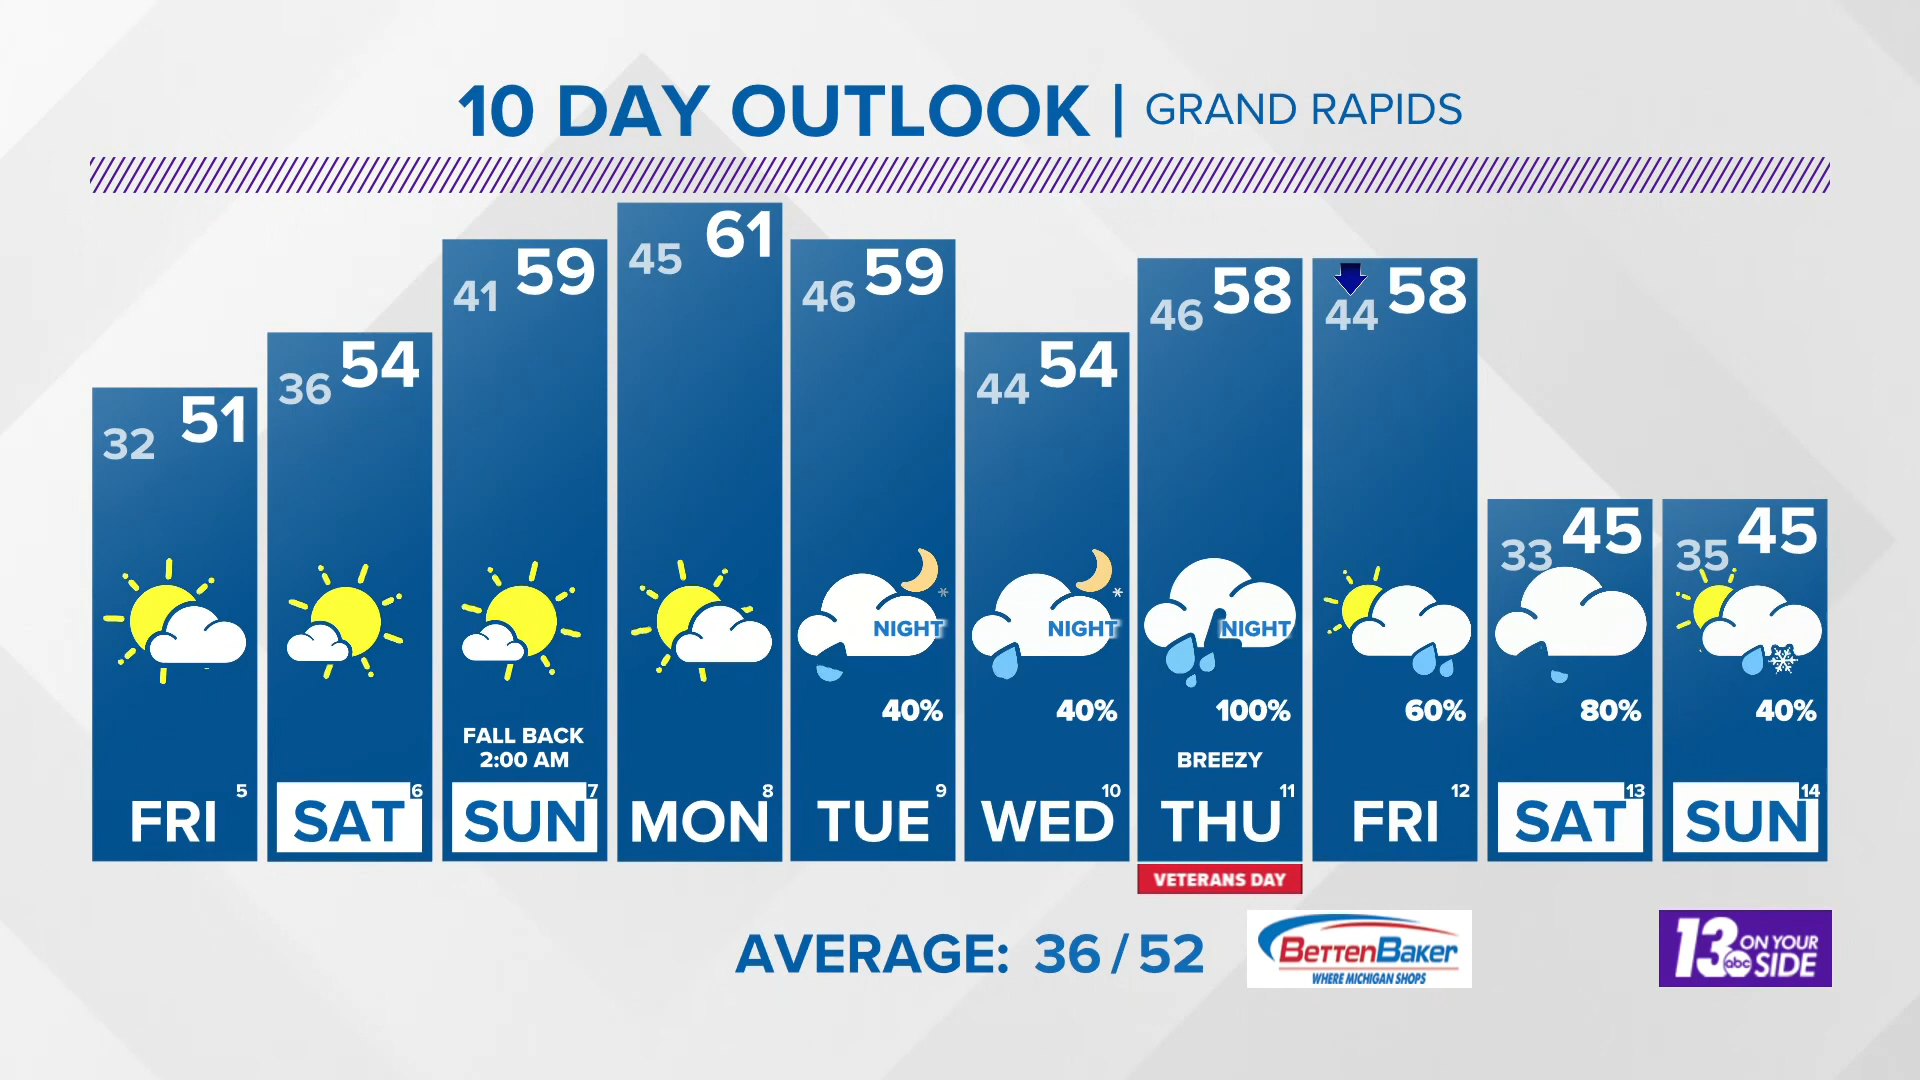 10 DAY OUTLOOK | GRAND RAPIDS
32 51
36 54
41 59
45 61
46 59
44 54
46 58
44 58
33 45
35 45
NIGHT
NIGHT
NIGHT
40%
40%
100%
60%
80%
40%
FALL BACK
2:00 AM
BREEZY
FRI 5
SAT 6
SUN 7
MON 8
TUE 9
WED 10
THU 11
FRI 12
SAT 13
SUN 14
VETERANS DAY
AVERAGE: 36 / 52
BettenBaker
WHERE MICHIGAN SHOPS
13 abc ON YOUR
SIDE